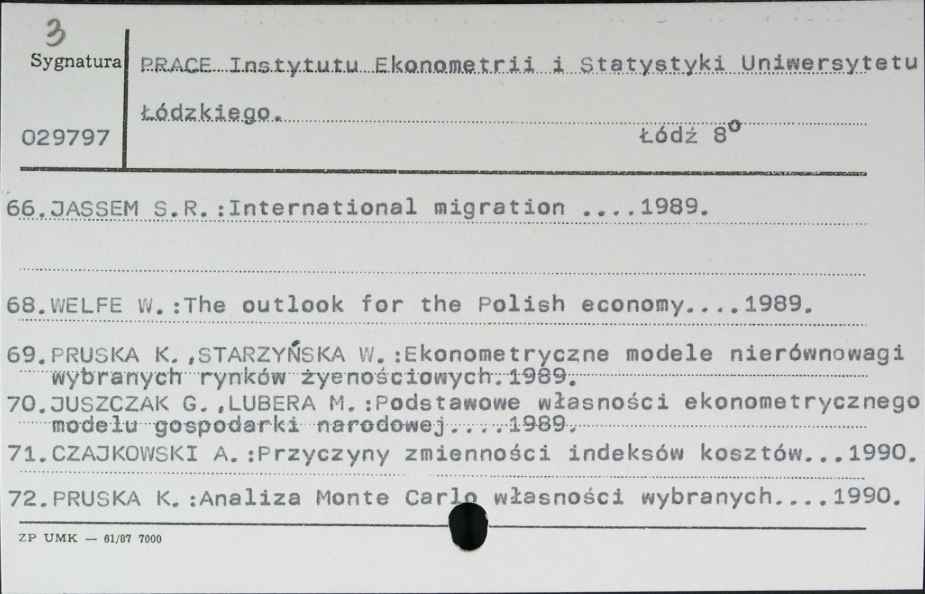 3
Sygnatura
PRACE Instytutu Ekonometrii i Statystyki Uniwersytetu
Łódzkiego.
029797
Łódź 8⁰
66.JASSEM S.R.:International migration ....1989.
68.WELFE W.:The outlook for the Polish economy....1989.
69.PRUSKA K.,STARZYŃSKA W.:Ekonometryczne modele nierównowagi
wybranych rynków żyenościowych.1989.
70.JUSZCZAK G.,LUBERA M.:Podstawowe własności ekonometrycznego
modelu gospodarki narodowej....1989.
71.CZAJKOWSKI A.:Przyczyny zmienności indeksów kosztów...1990.
72.PRUSKA K.:Analiza Monte Carlo własności wybranych....1990.
ZP UMK — 61/87 7000